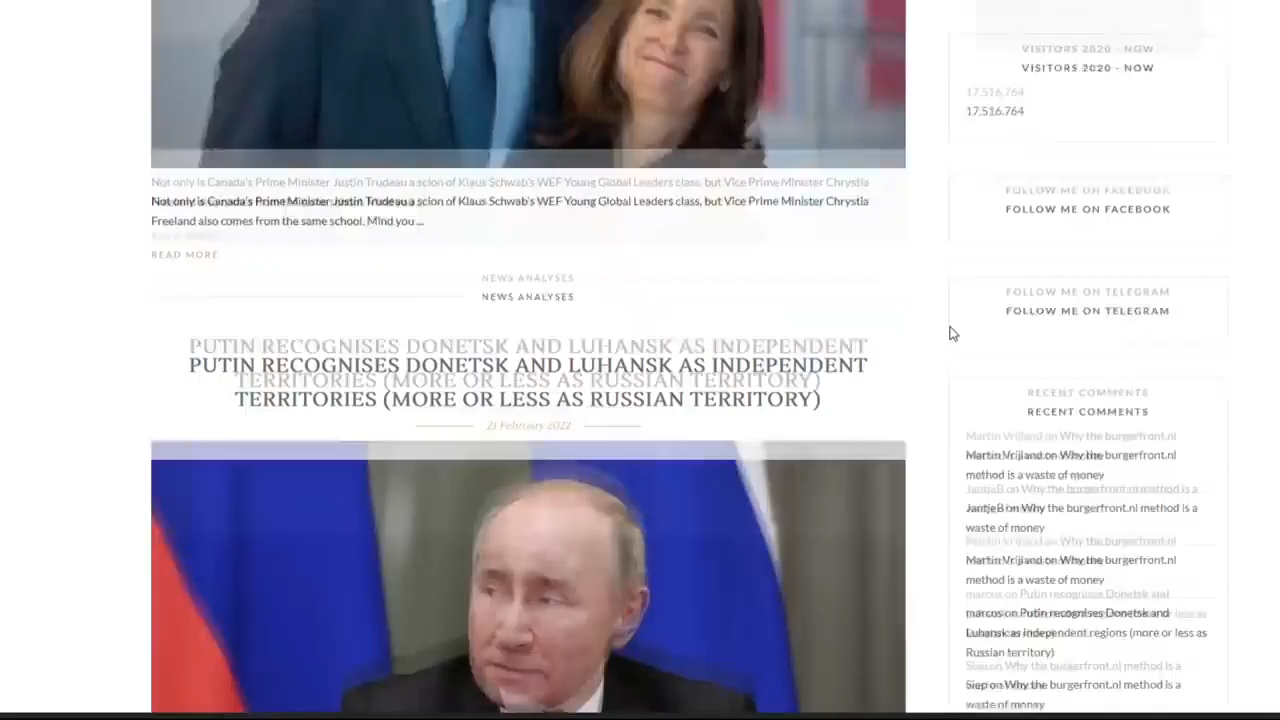 Not only is Canada's Prime Minister Justin Trudeau a scion of Klaus Schwab's WEF Young Global Leaders class, but Vice Prime Minister Chrystia
Freeland also comes from the same school. Mind you ...
READ MORE
NEWS ANALYSES
PUTIN RECOGNISES DONETSK AND LUHANSK AS INDEPENDENT
TERRITORIES (MORE OR LESS AS RUSSIAN TERRITORY)
21 February 2022
VISITORS 2020 - NOW
17.516.764
FOLLOW ME ON FACEBOOK
FOLLOW ME ON TELEGRAM
RECENT COMMENTS
Martin Vrijland on Why the burgerfront.nl
method is a waste of money
JantjeB on Why the burgerfront.nl method is a
waste of money
Martin Vrijland on Why the burgerfront.nl
method is a waste of money
marcos on Putin recognises Donetsk and
Luhansk as independent regions (more or less as
Russian territory)
Siep on Why the burgerfront.nl method is a
waste of money